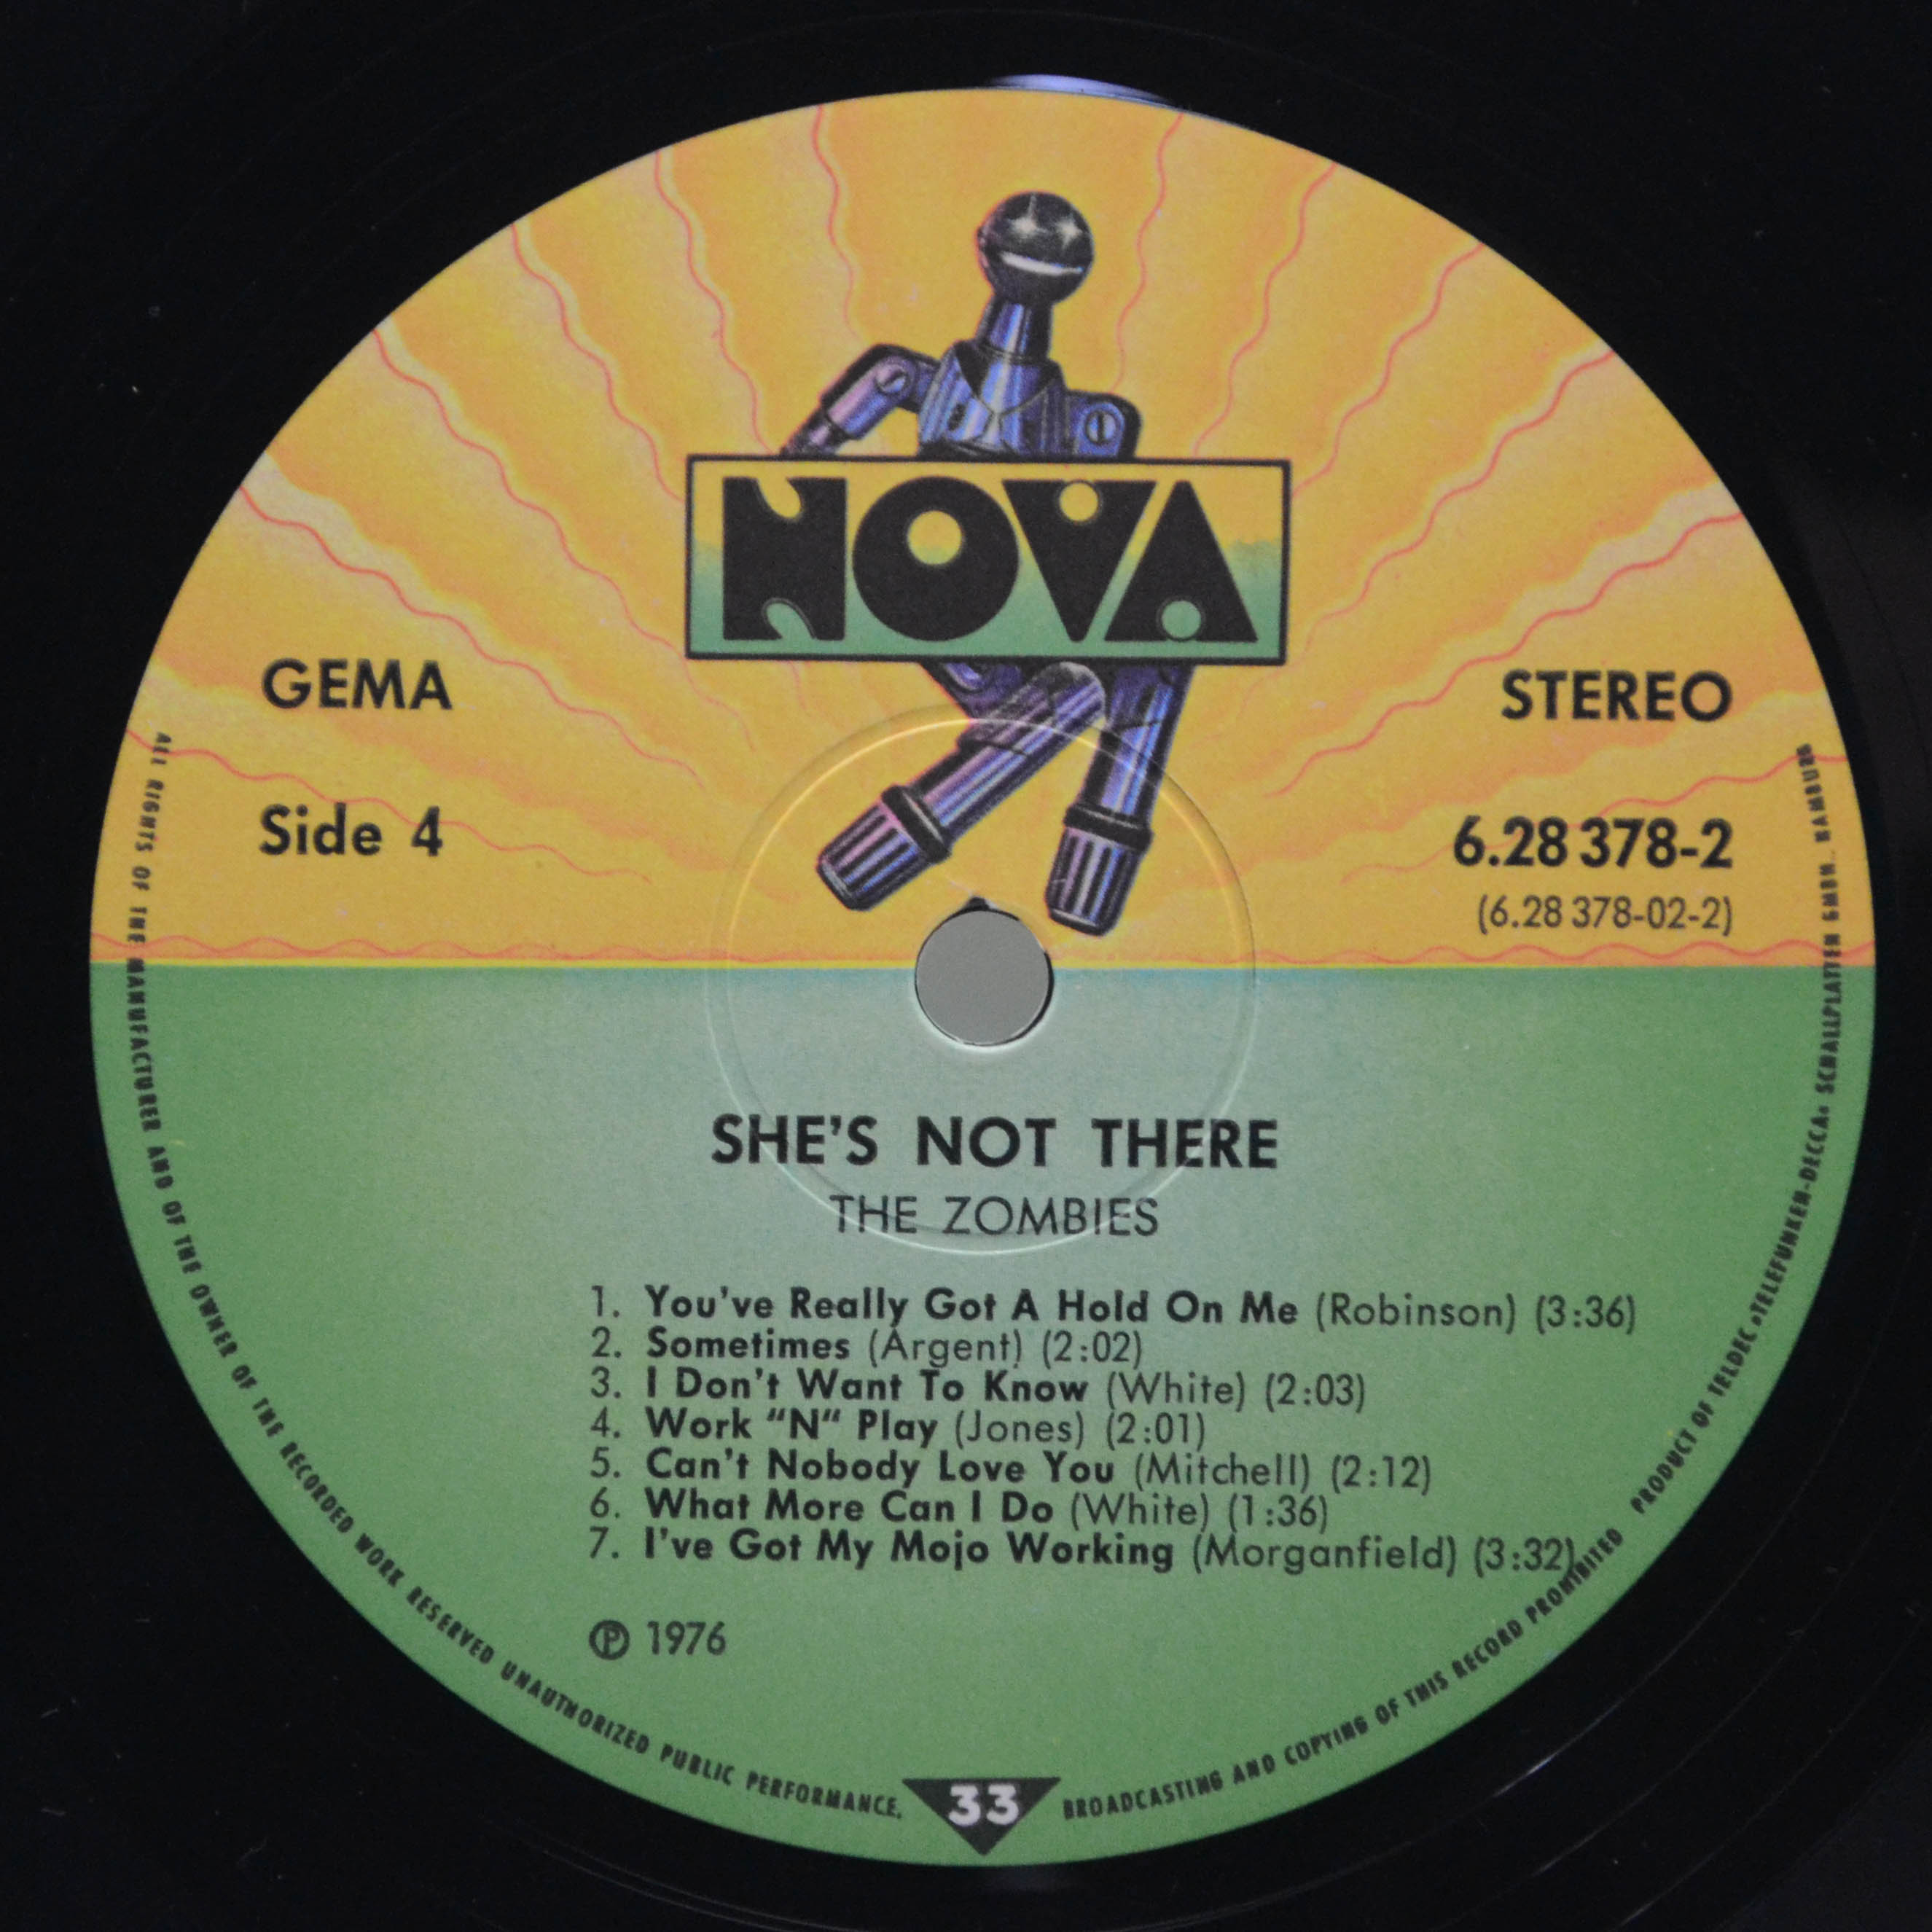 NOVA
GEMA
STEREO
Side 4
6.28 378-2
(6.28 378-02-2)
SHE'S NOT THERE
THE ZOMBIES
1. You've Really Got A Hold On Me (Robinson) (3:36)
2. Sometimes (Argent) (2:02)
3. I Don't Want To Know (White) (2:03)
4. Work "N" Play (Jones) (2:01)
5. Can't Nobody Love You (Mitchell) (2:12)
6. What More Can I Do (White) (1:36)
7. I've Got My Mojo Working (Morganfield) (3:32)
Ⓟ 1976
33
ALL RIGHTS OF THE MANUFACTURER AND OF THE OWNER OF THE RECORDED WORK RESERVED UNAUTHORIZED PUBLIC PERFORMANCE, BROADCASTING AND COPYING OF THIS RECORD PROHIBITED PRODUCT OF TELDEC »TELEFUNKEN-DECCA« SCHALLPLATTEN GMBH., HAMBURG